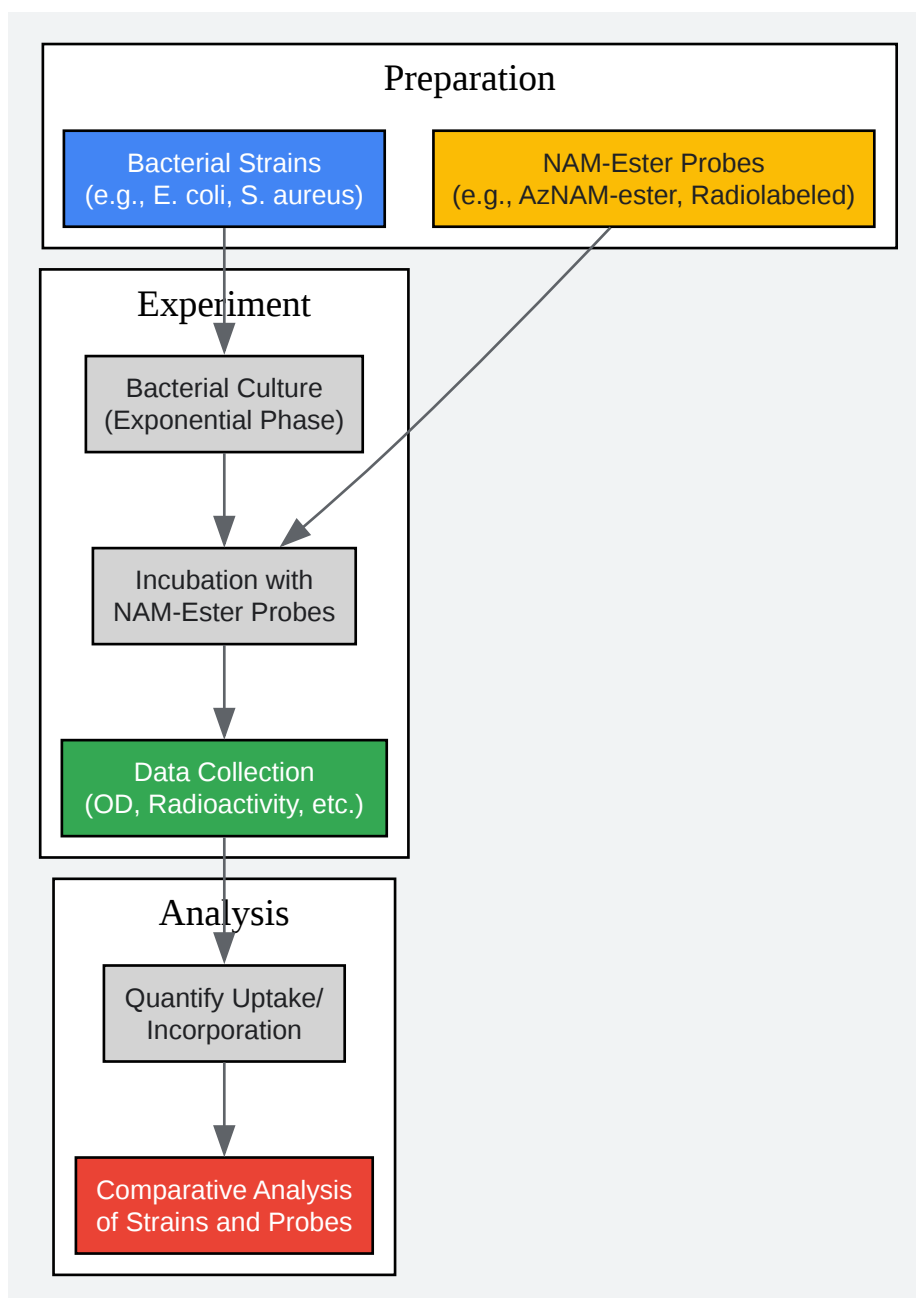 Preparation
Bacterial Strains
(e.g., E. coli, S. aureus)
NAM-Ester Probes
(e.g., AzNAM-ester, Radiolabeled)
Experiment
Bacterial Culture
(Exponential Phase)
Incubation with
NAM-Ester Probes
Data Collection
(OD, Radioactivity, etc.)
Analysis
Quantify Uptake/
Incorporation
Comparative Analysis
of Strains and Probes